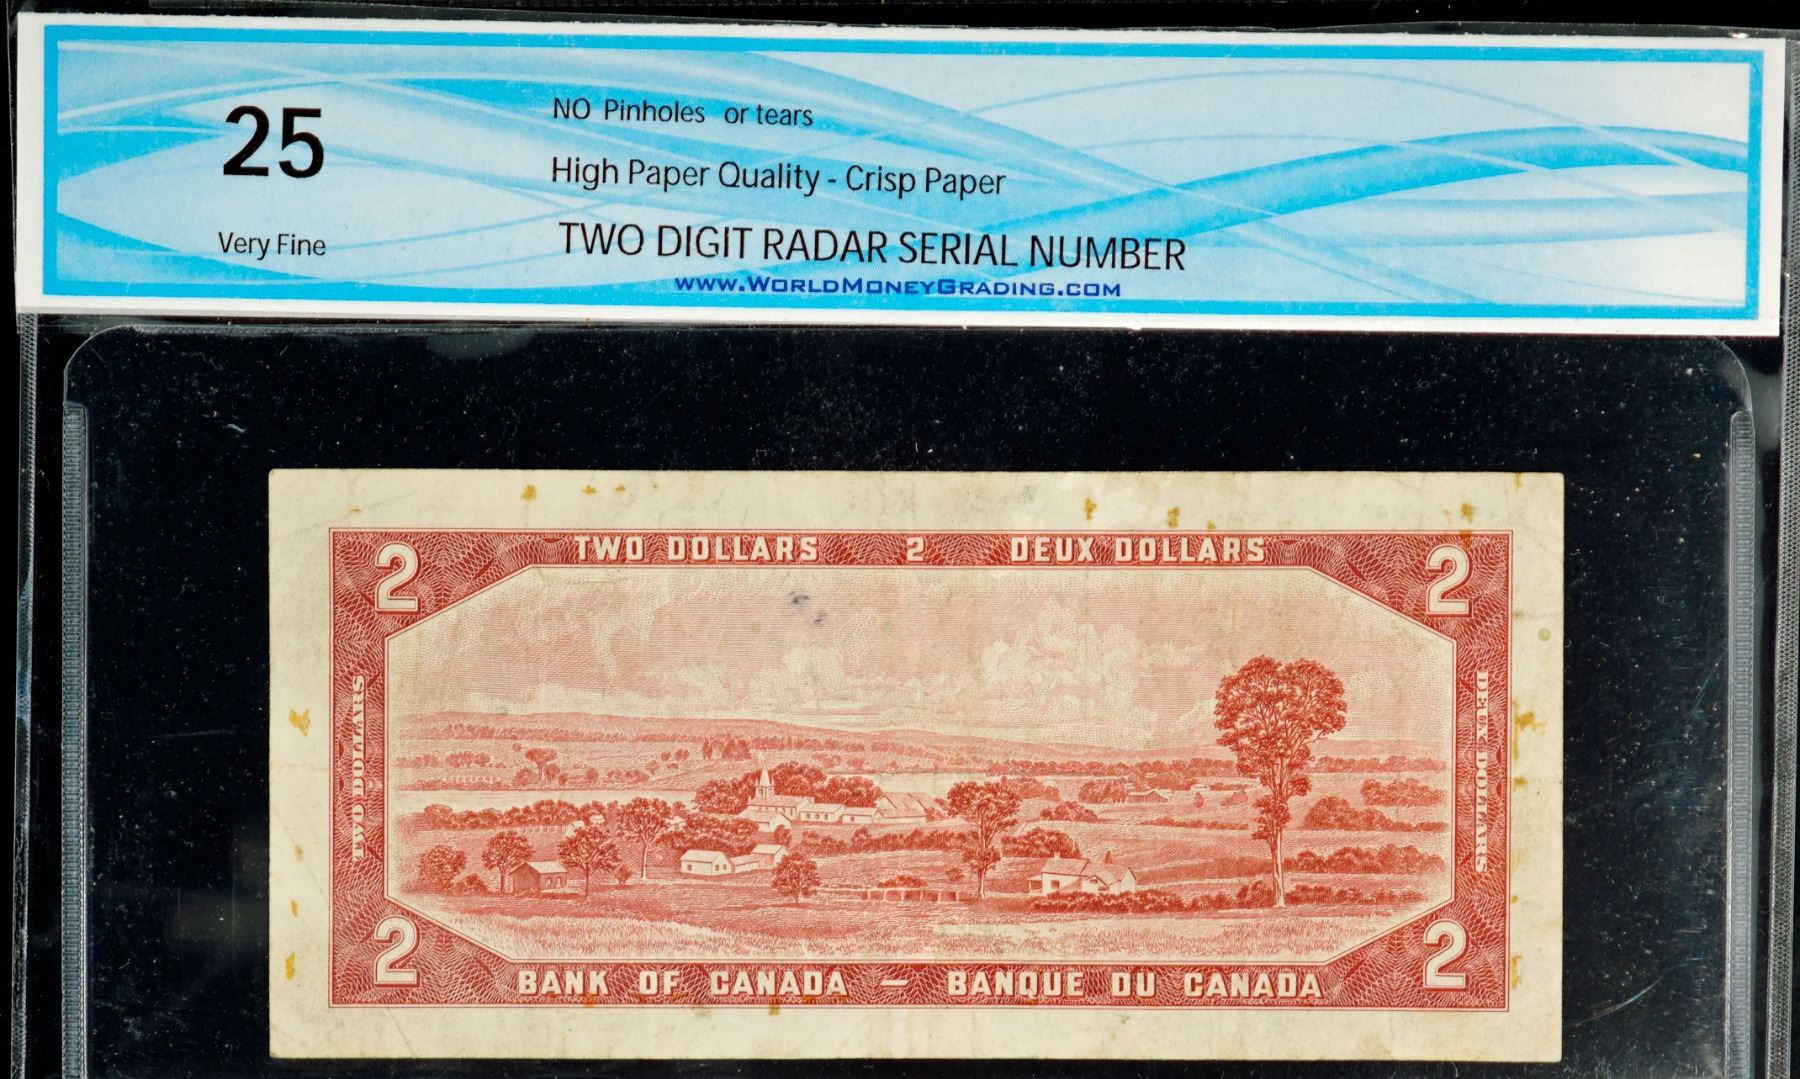 25
Very Fine
NO Pinholes or tears
High Paper Quality - Crisp Paper
TWO DIGIT RADAR SERIAL NUMBER
www.WorldMoneyGrading.com
2 TWO DOLLARS 2 DEUX DOLLARS 2
TWO DOLLARS
DEUX DOLLARS
2 BANK OF CANADA – BANQUE DU CANADA 2